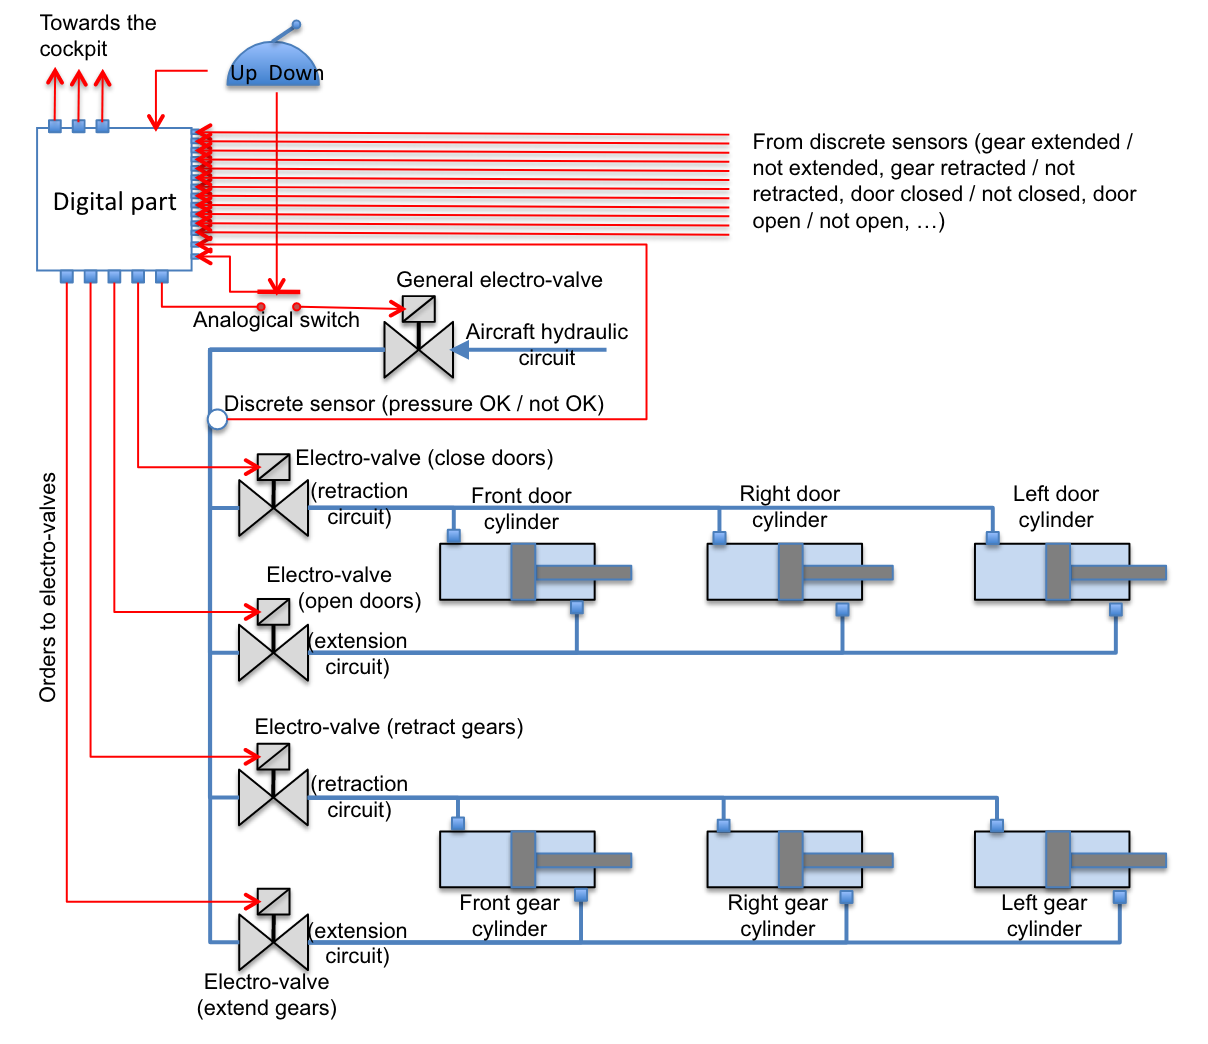 Towards the
cockpit
Up Down
Digital part
From discrete sensors (gear extended /
not extended, gear retracted / not
retracted, door closed / not closed, door
open / not open, …)
General electro-valve
Analogical switch
Aircraft hydraulic
circuit
Discrete sensor (pressure OK / not OK)
Orders to electro-valves
Electro-valve (close doors)
(retraction
circuit)
Front door
cylinder
Right door
cylinder
Left door
cylinder
Electro-valve
(open doors)
(extension
circuit)
Electro-valve (retract gears)
(retraction
circuit)
Front gear
cylinder
Right gear
cylinder
Left gear
cylinder
(extension
circuit)
Electro-valve
(extend gears)